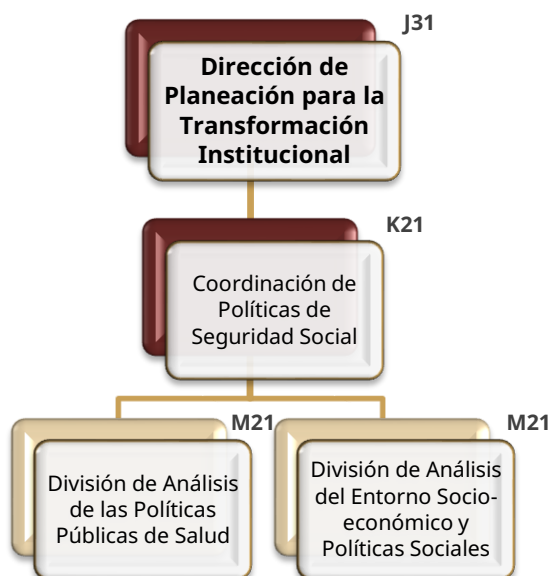 J31
Dirección de
Planeación para la
Transformación
Institucional
K21
Coordinación de
Políticas de
Seguridad Social
M21
M21
División de Análisis
de las Políticas
Públicas de Salud
División de Análisis
del Entorno Socio-
económico y
Políticas Sociales